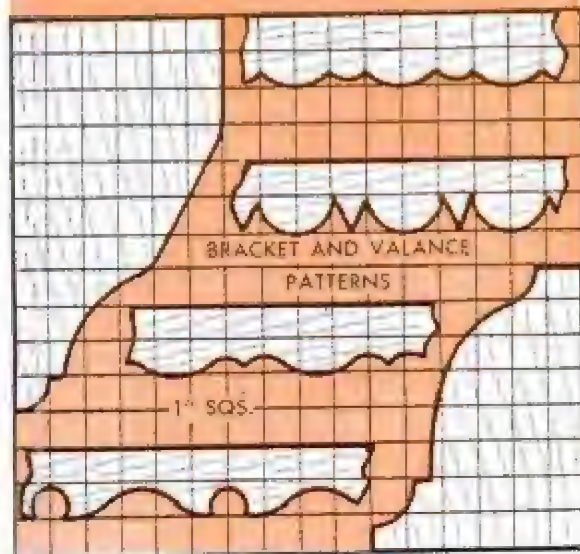 BRACKET AND VALANCE
PATTERNS
1" SQS.